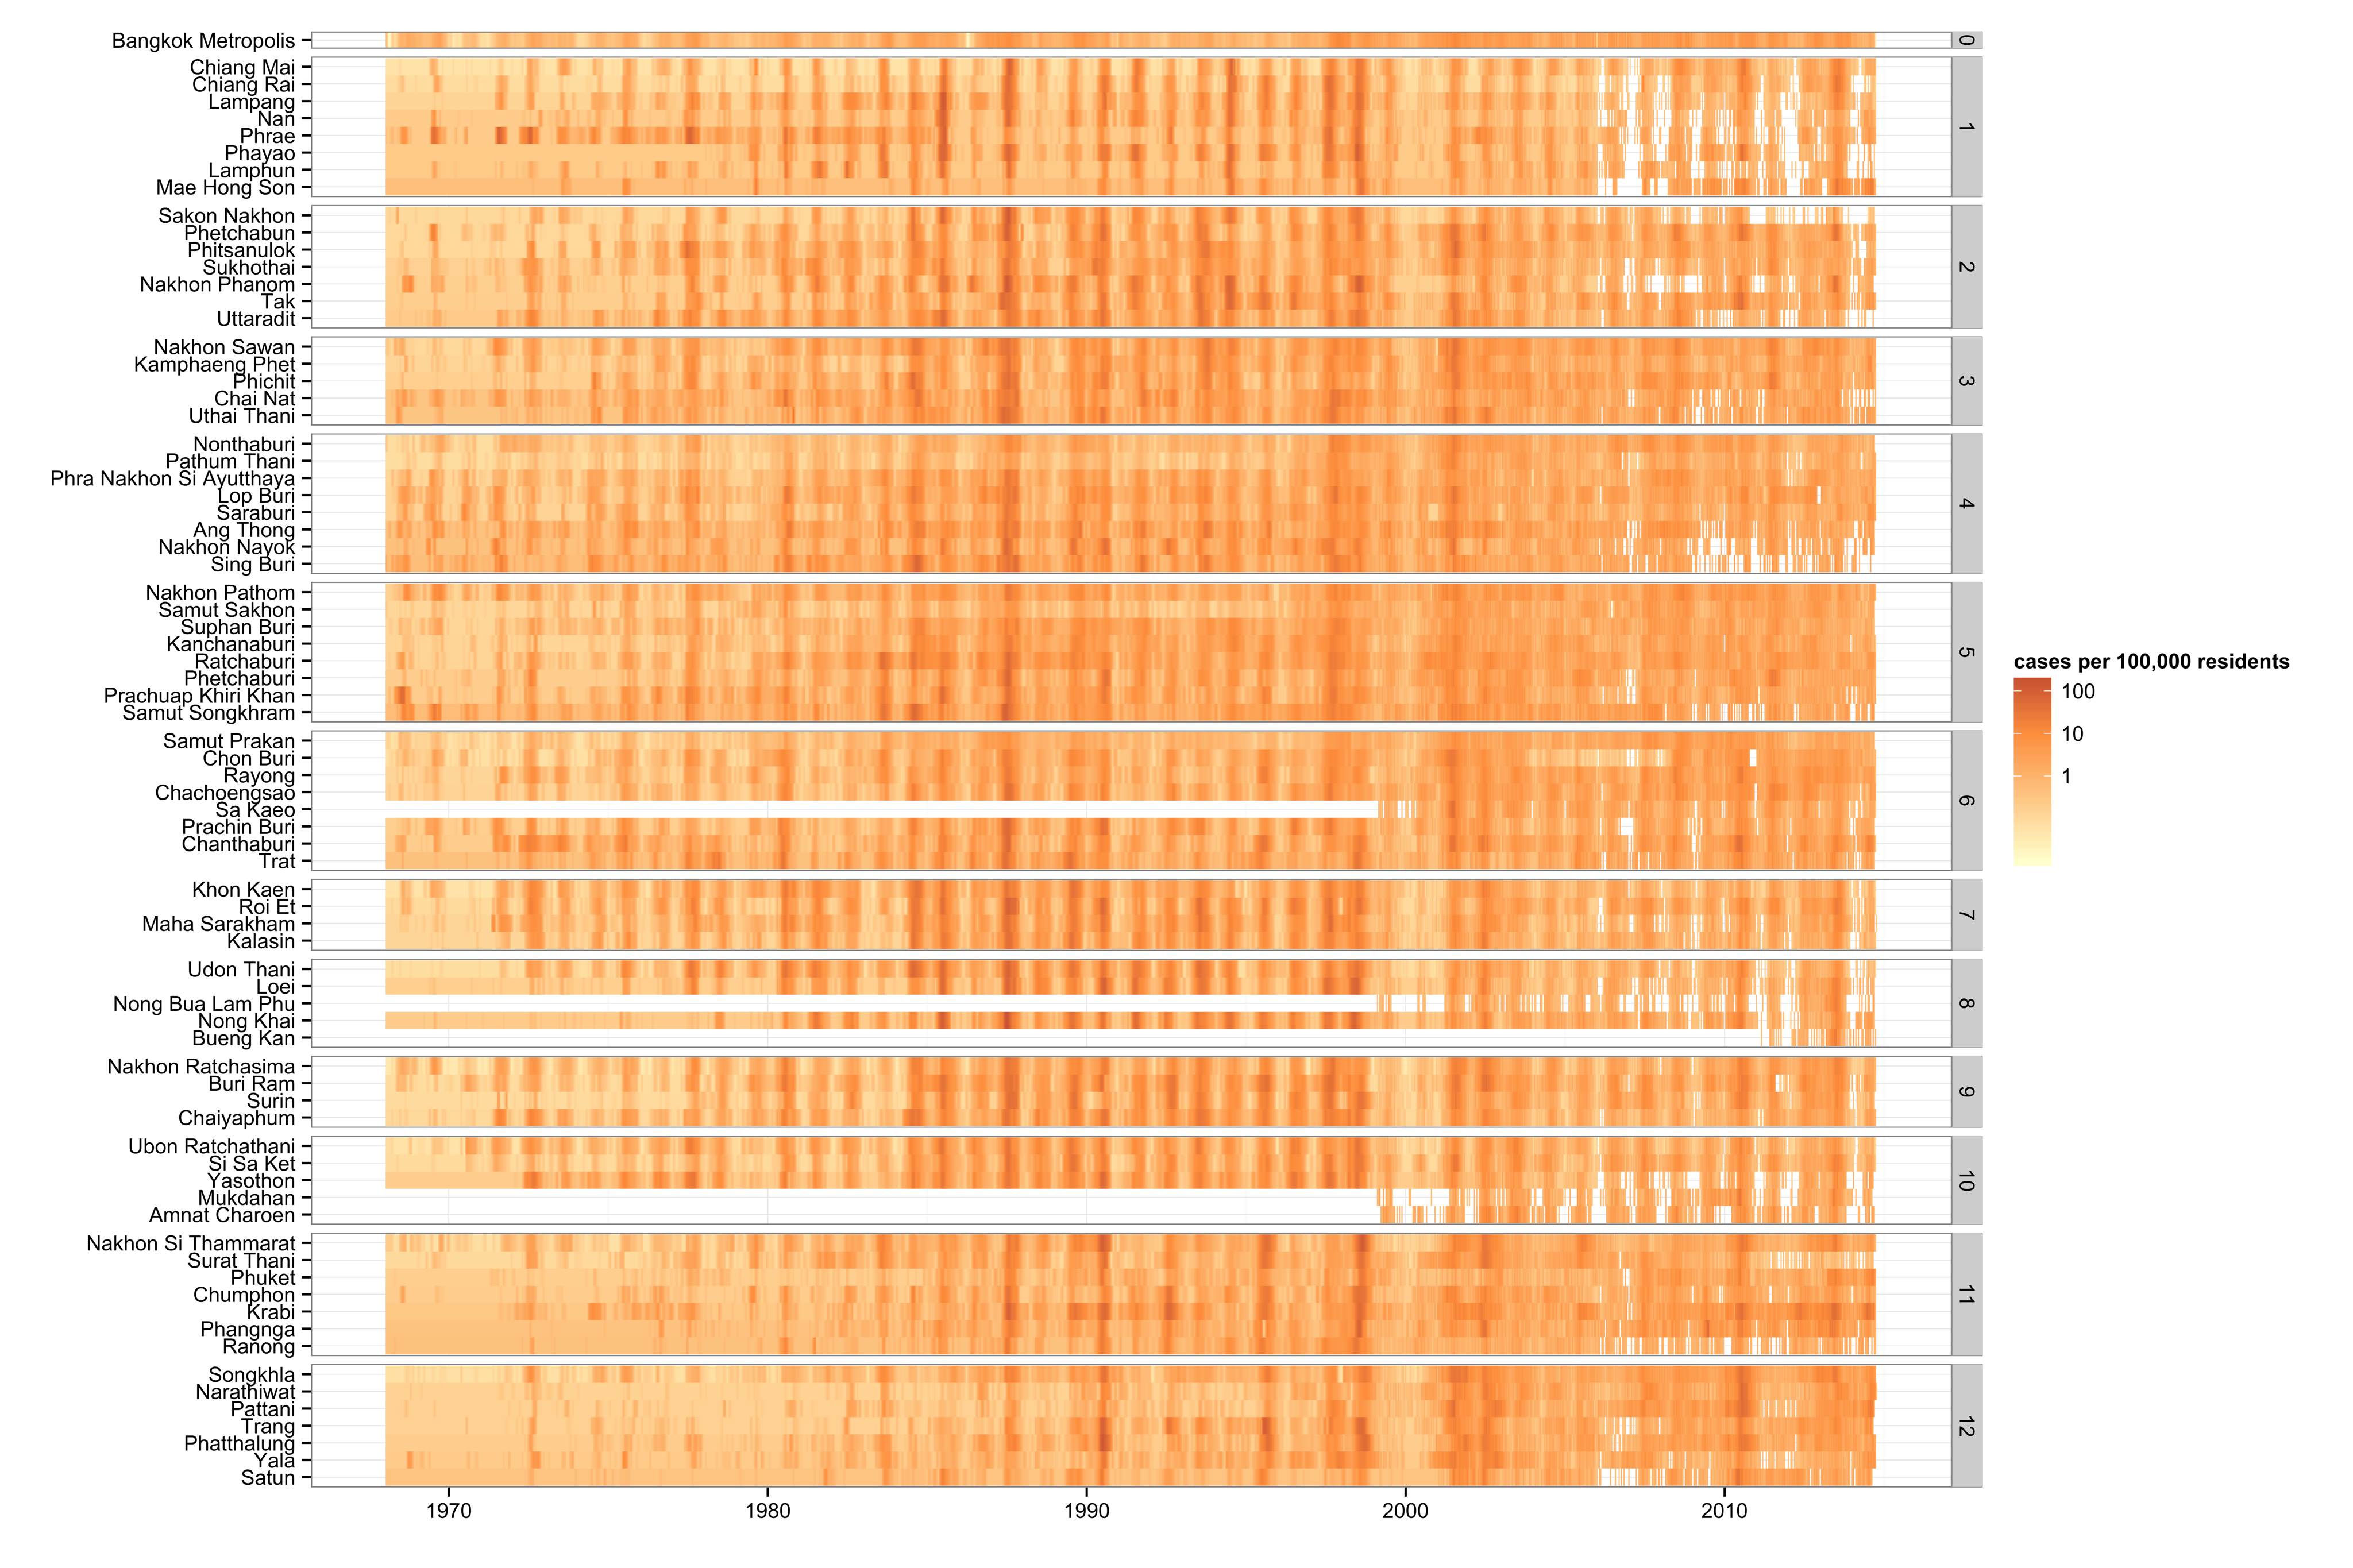 Bangkok Metropolis
0
Chiang Mai
Chiang Rai
Lampang
Nan
Phrae
Phayao
Lamphun
Mae Hong Son
1
Sakon Nakhon
Phetchabun
Phitsanulok
Sukhothai
Nakhon Phanom
Tak
Uttaradit
2
Nakhon Sawan
Kamphaeng Phet
Phichit
Chai Nat
Uthai Thani
3
Nonthaburi
Pathum Thani
Phra Nakhon Si Ayutthaya
Lop Buri
Saraburi
Ang Thong
Nakhon Nayok
Sing Buri
4
Nakhon Pathom
Samut Sakhon
Suphan Buri
Kanchanaburi
Ratchaburi
Phetchaburi
Prachuap Khiri Khan
Samut Songkhram
5
Samut Prakan
Chon Buri
Rayong
Chachoengsao
Sa Kaeo
Prachin Buri
Chanthaburi
Trat
6
Khon Kaen
Roi Et
Maha Sarakham
Kalasin
7
Udon Thani
Loei
Nong Bua Lam Phu
Nong Khai
Bueng Kan
8
Nakhon Ratchasima
Buri Ram
Surin
Chaiyaphum
9
Ubon Ratchathani
Si Sa Ket
Yasothon
Mukdahan
Amnat Charoen
10
Nakhon Si Thammarat
Surat Thani
Phuket
Chumphon
Krabi
Phangnga
Ranong
11
Songkhla
Narathiwat
Pattani
Trang
Phatthalung
Yala
Satun
12
1970 1980 1990 2000 2010
cases per 100,000 residents
100
10
1